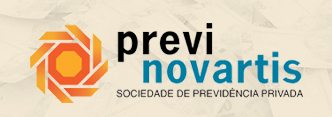 previ
novartis
SOCIEDADE DE PREVIDÊNCIA PRIVADA